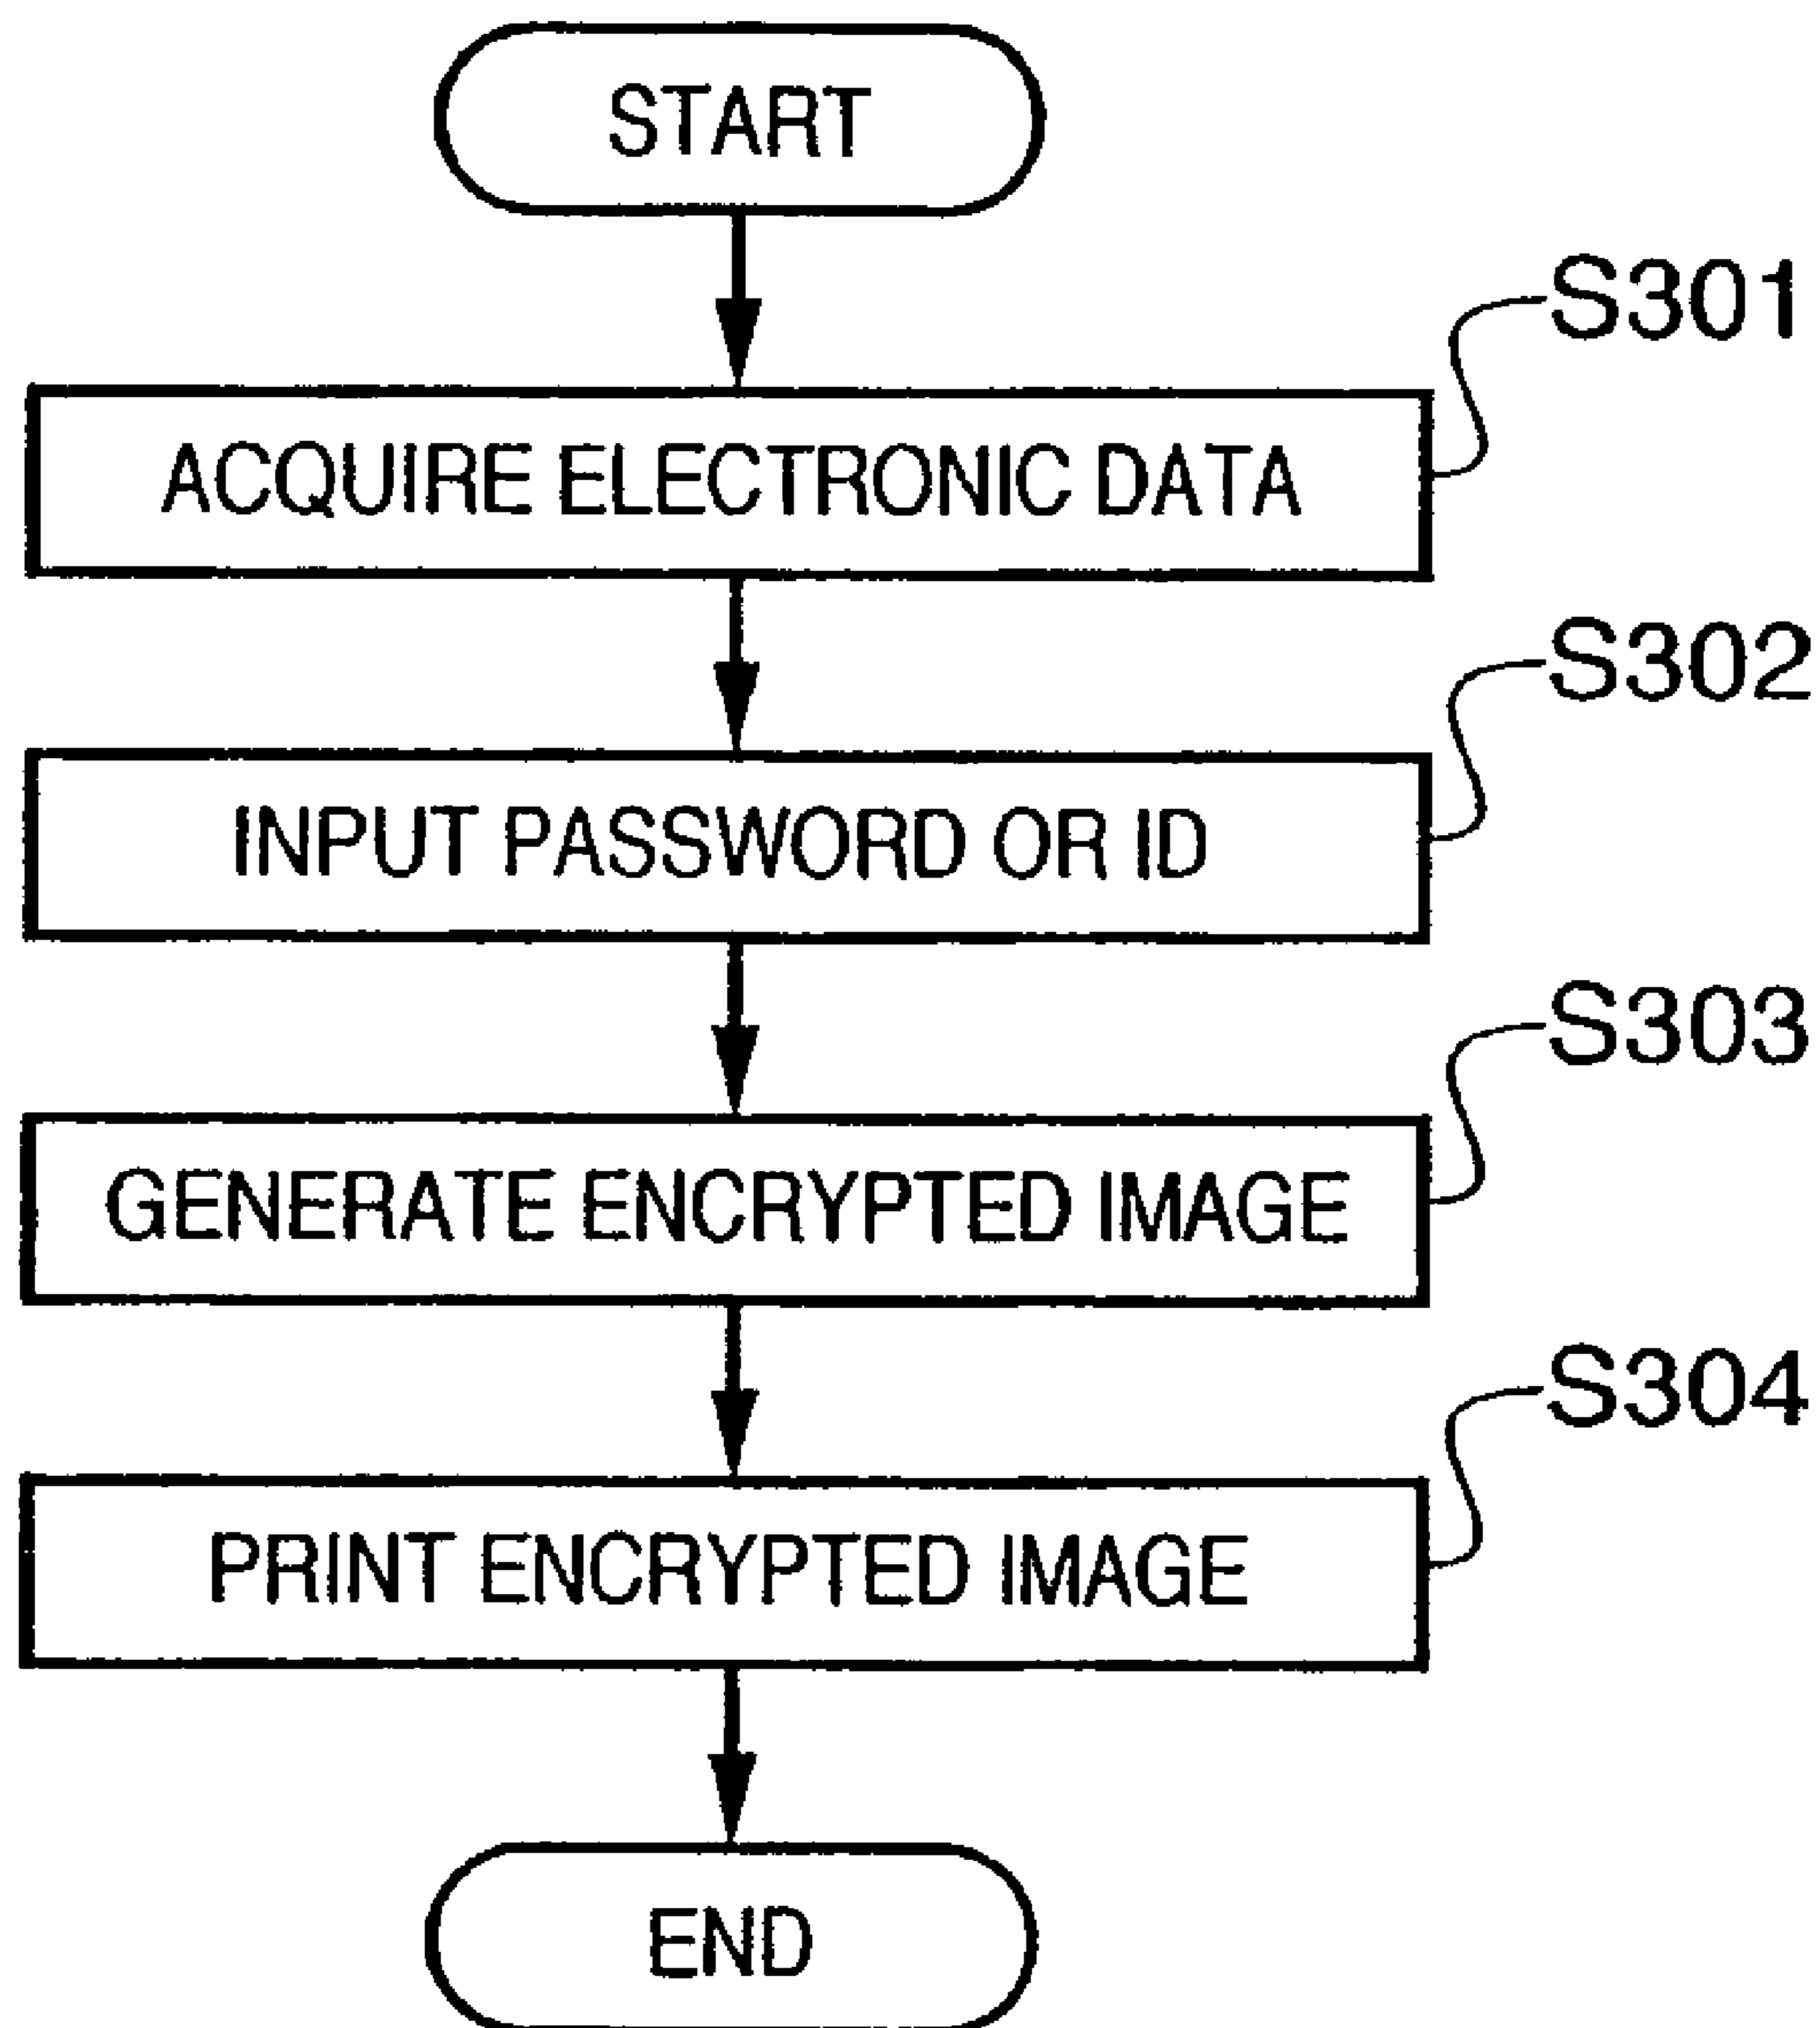 START
S301
ACQUIRE ELECTRONIC DATA
S302
INPUT PASSWORD OR ID
S303
GENERATE ENCRYPTED IMAGE
S304
PRINT ENCRYPTED IMAGE
END